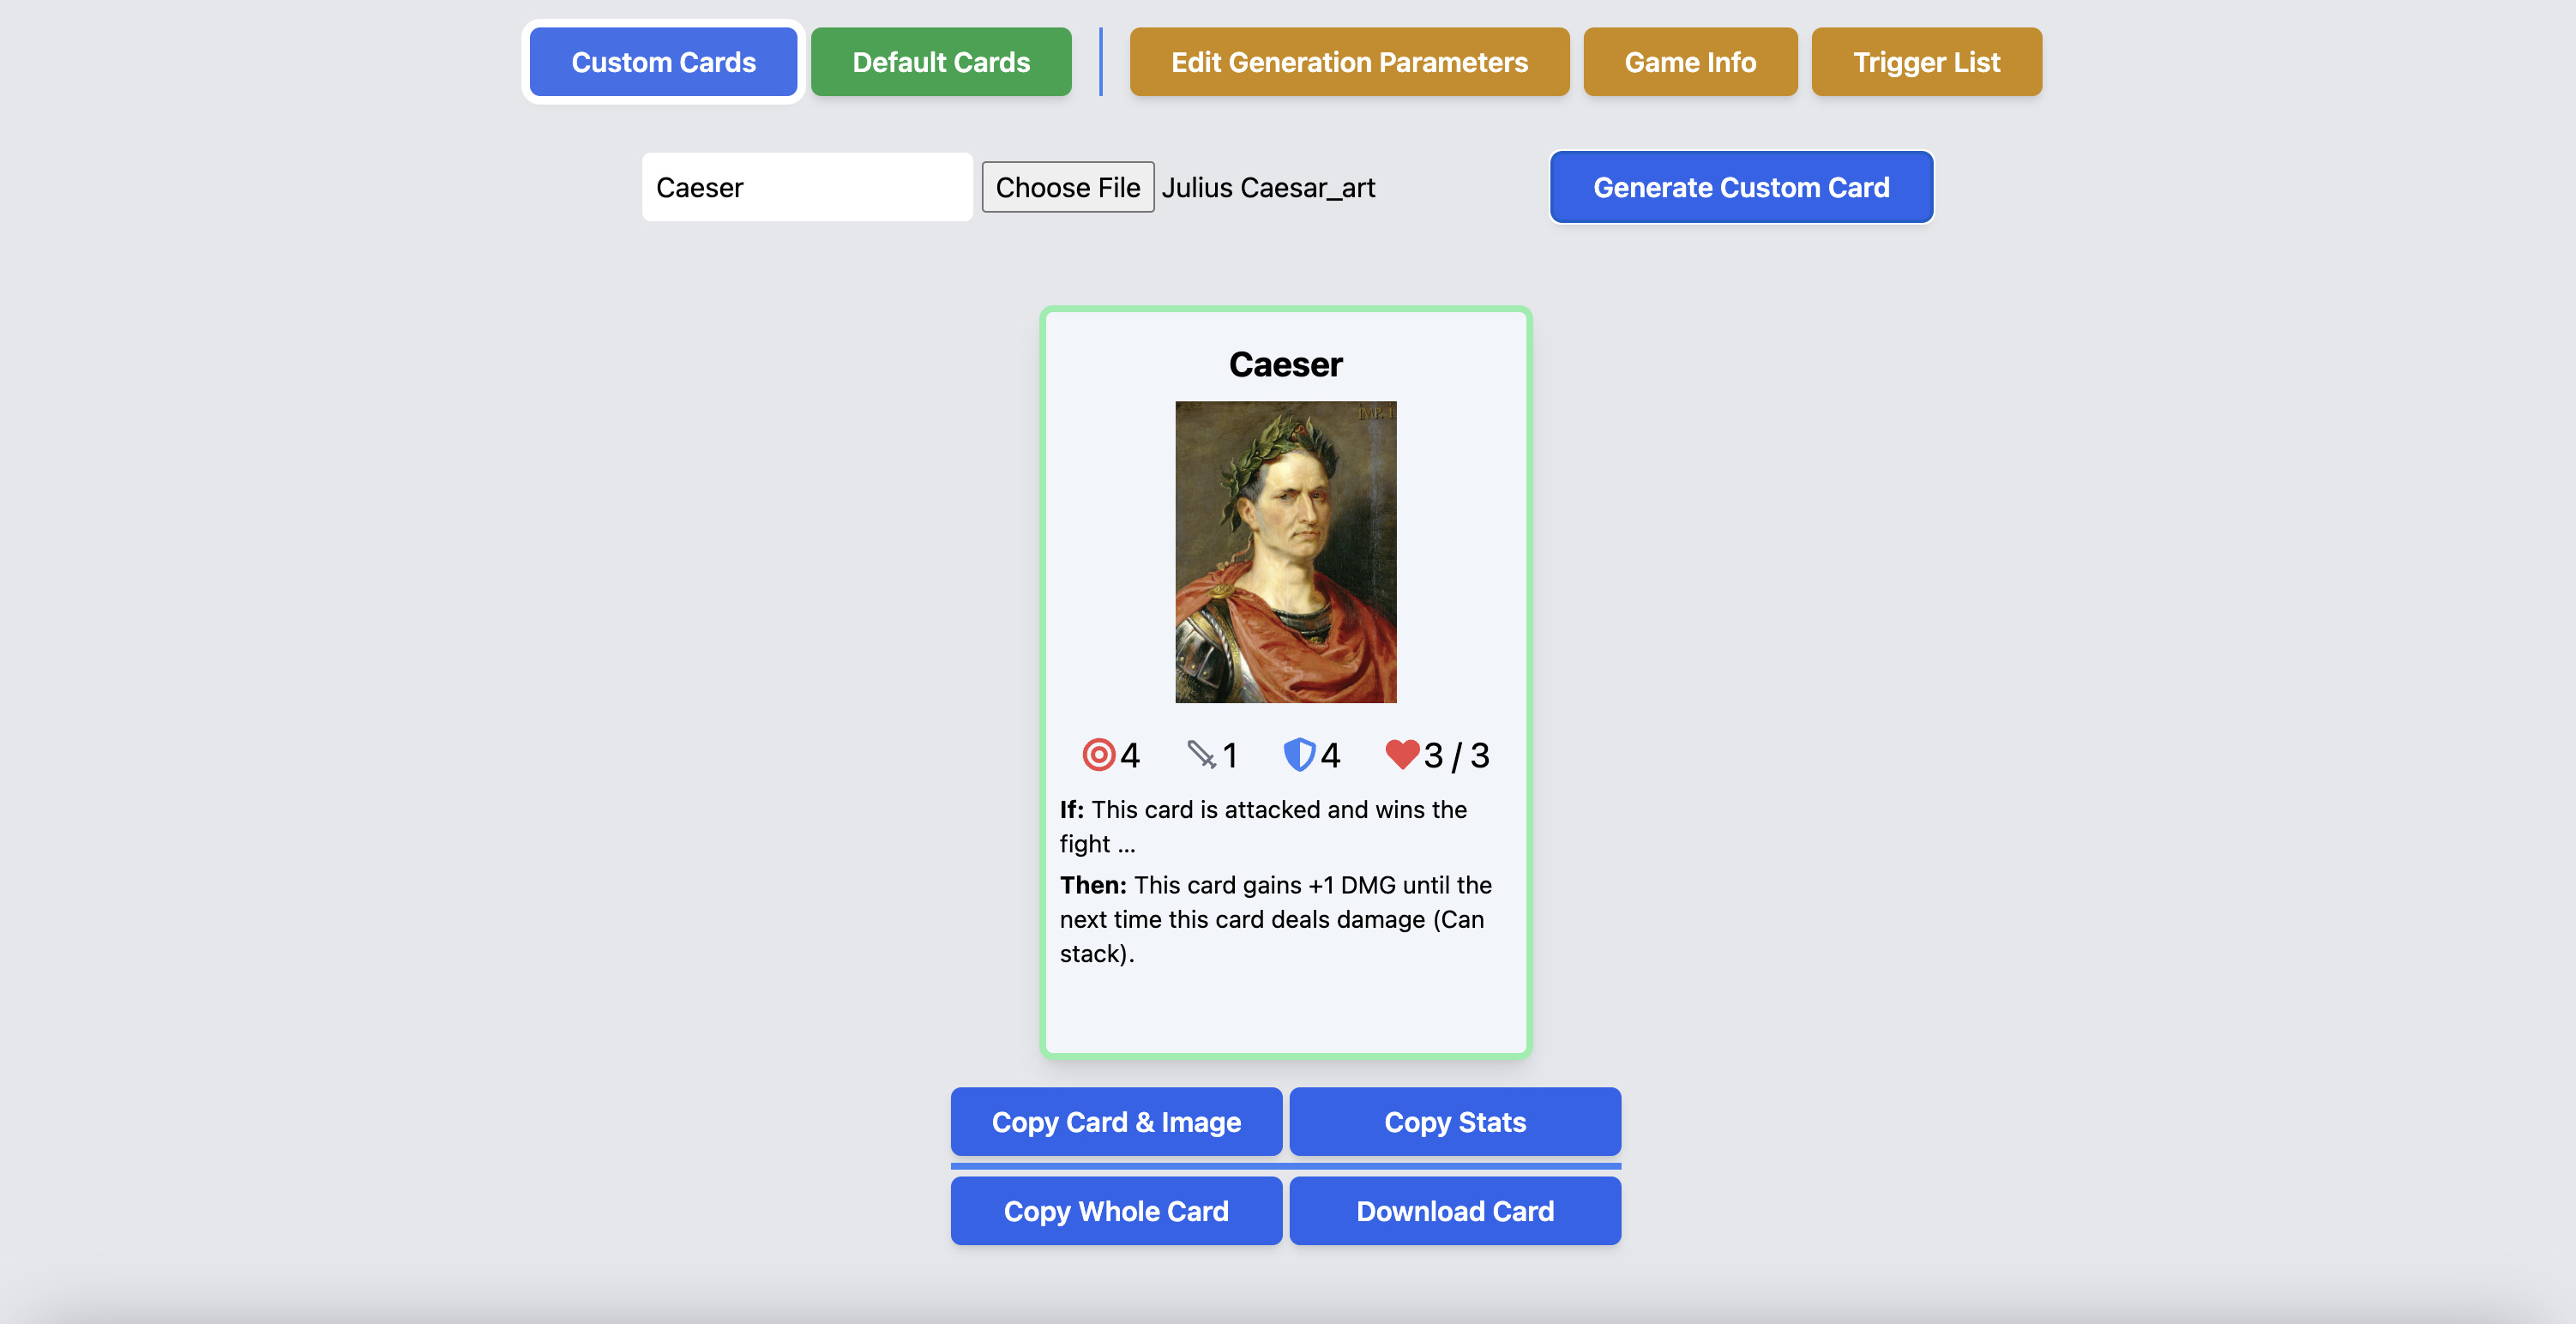 Custom Cards Default Cards Edit Generation Parameters Game Info Trigger List
Caeser Choose File Julius Caesar_art Generate Custom Card
Caeser
IMP. I
4 1 4 3 / 3
If: This card is attacked and wins the
fight ...
Then: This card gains +1 DMG until the
next time this card deals damage (Can
stack).
Copy Card & Image Copy Stats
Copy Whole Card Download Card